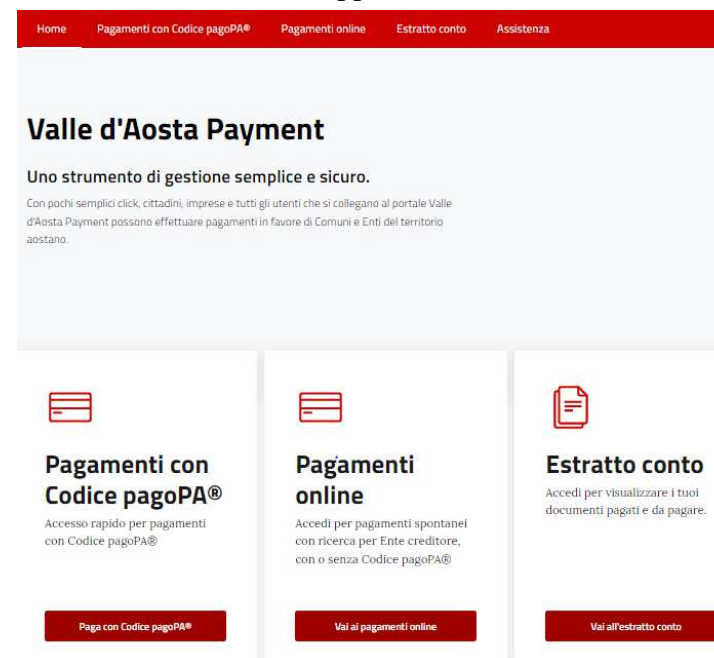 Home Pagamenti con Codice pagoPA® Pagamenti online Estratto conto Assistenza
Valle d'Aosta Payment
Uno strumento di gestione semplice e sicuro.
Con pochi semplici click, cittadini, imprese e tutti gli utenti che si collegano al portale Valle
d'Aosta Payment possono effettuare pagamenti in favore di Comuni e Enti del territorio
aostano.
Pagamenti con
Codice pagoPA®
Accesso rapido per pagamenti
con Codice pagoPA®
Paga con Codice pagoPA®
Pagamenti
online
Accedi per pagamenti spontanei
con ricerca per Ente creditore,
con o senza Codice pagoPA®
Vai ai pagamenti online
Estratto conto
Accedi per visualizzare i tuoi
documenti pagati e da pagare.
Vai all'estratto conto